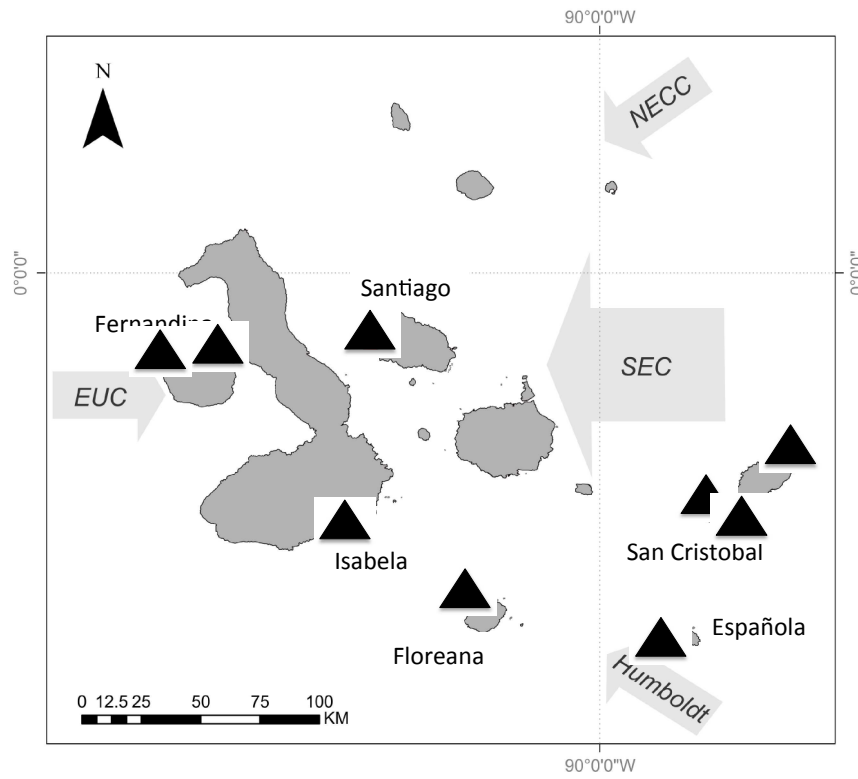 90°0'0"W
N
NECC
0°0'0"
0°0'0"
Santiago
Fernandina
SEC
EUC
San Cristobal
Isabela
Española
Floreana
Humboldt
0 12.5 25 50 75 100
KM
90°0'0"W